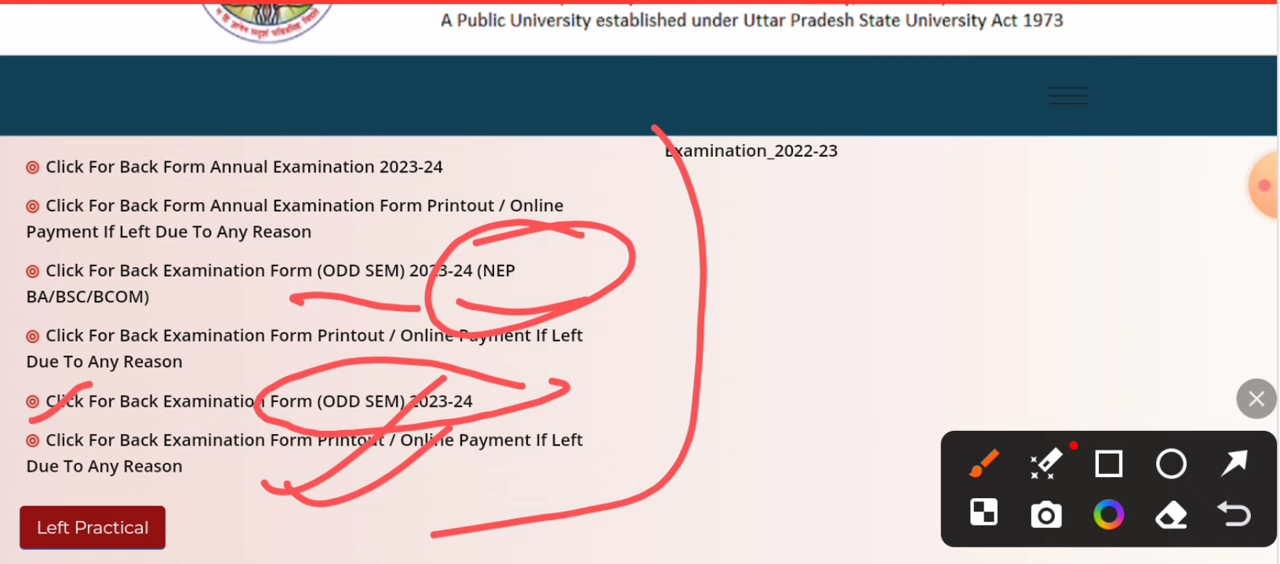 A Public University established under Uttar Pradesh State University Act 1973
Click For Back Form Annual Examination 2023-24
Click For Back Form Annual Examination Form Printout / Online
Payment If Left Due To Any Reason
Click For Back Examination Form (ODD SEM) 2023-24 (NEP
BA/BSC/BCOM)
Click For Back Examination Form Printout / Online Payment If Left
Due To Any Reason
Click For Back Examination Form (ODD SEM) 2023-24
Click For Back Examination Form Printout / Online Payment If Left
Due To Any Reason
Left Practical
Examination_2022-23